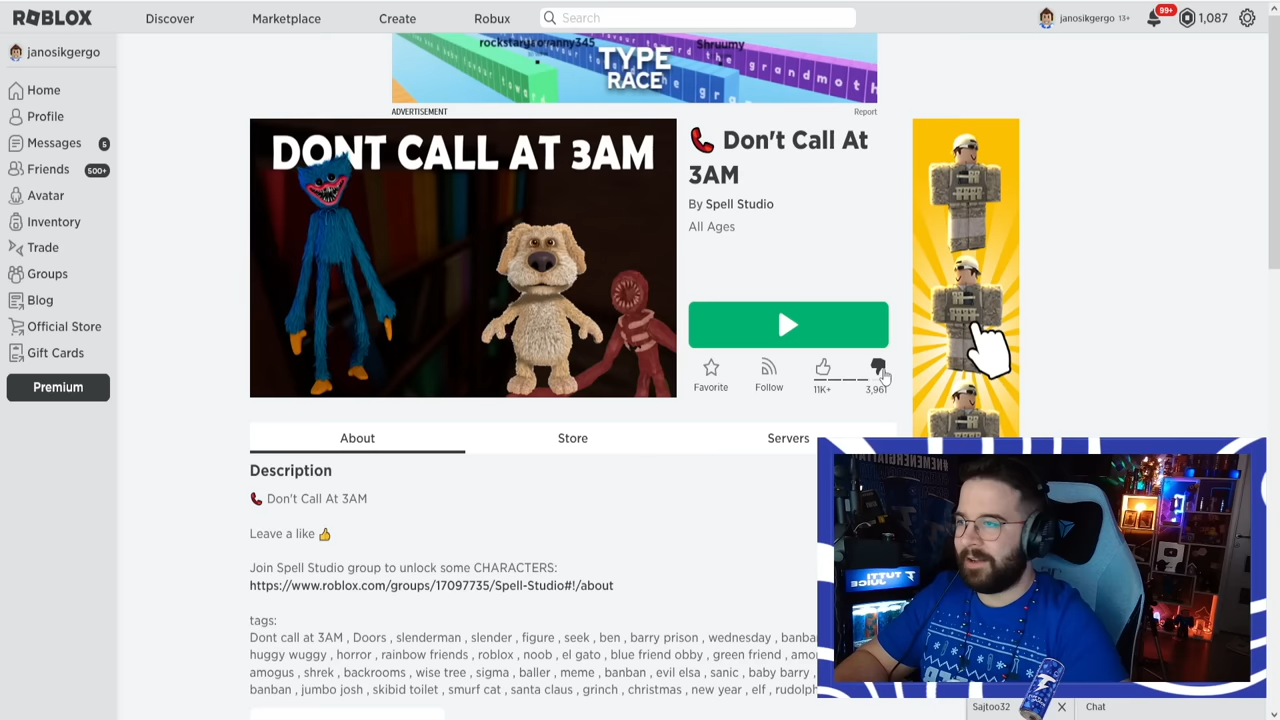 ROBLOX
Discover
Marketplace
Create
Robux
Search
janosikgergo 13+
99+
1,087
janosikgergo
Home
Profile
Messages 5
Friends 500+
Avatar
Inventory
Trade
Groups
Blog
Official Store
Gift Cards
Premium
Shruumy
TYPE
RACE
ADVERTISEMENT
Report
DONT CALL AT 3AM
📞 Don't Call At
3AM
By Spell Studio
All Ages
Favorite
Follow
11K+
3,961
About
Store
Servers
Description
📞 Don't Call At 3AM
Leave a like 👍
Join Spell Studio group to unlock some CHARACTERS:
https://www.roblox.com/groups/17097735/Spell-Studio#!/about
tags:
Dont call at 3AM , Doors , slenderman , slender , figure , seek , ben , barry prison , wednesday , banba
huggy wuggy , horror , rainbow friends , roblox , noob , el gato , blue friend obby , green friend , amo
amogus , shrek , backrooms , wise tree , sigma , baller , meme , banban , evil elsa , sanic , baby barry ,
banban , jumbo josh , skibid toilet , smurf cat , santa claus , grinch , christmas , new year , elf , rudolph
TUTTI
JUICE
Sajtoo32
Chat